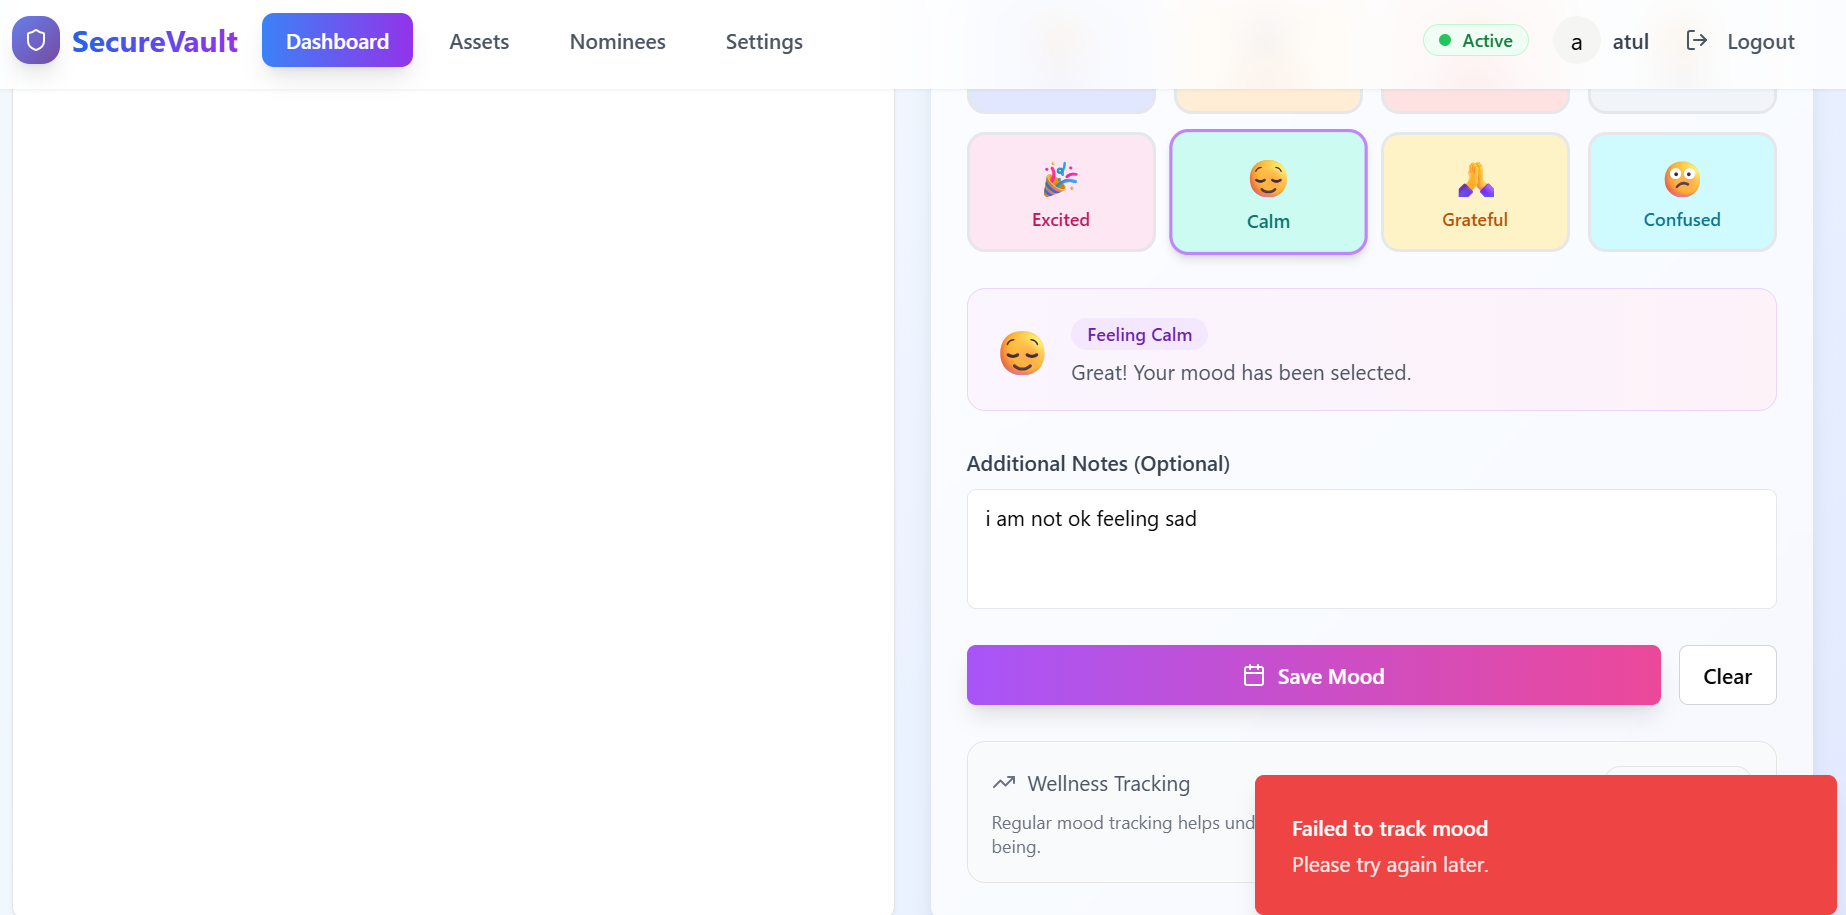 SecureVault
Dashboard
Assets
Nominees
Settings
Active
a
atul
Logout
Excited
Calm
Grateful
Confused
Feeling Calm
Great! Your mood has been selected.
Additional Notes (Optional)
i am not ok feeling sad
Save Mood
Clear
Wellness Tracking
Regular mood tracking helps
being.
Failed to track mood
Please try again later.